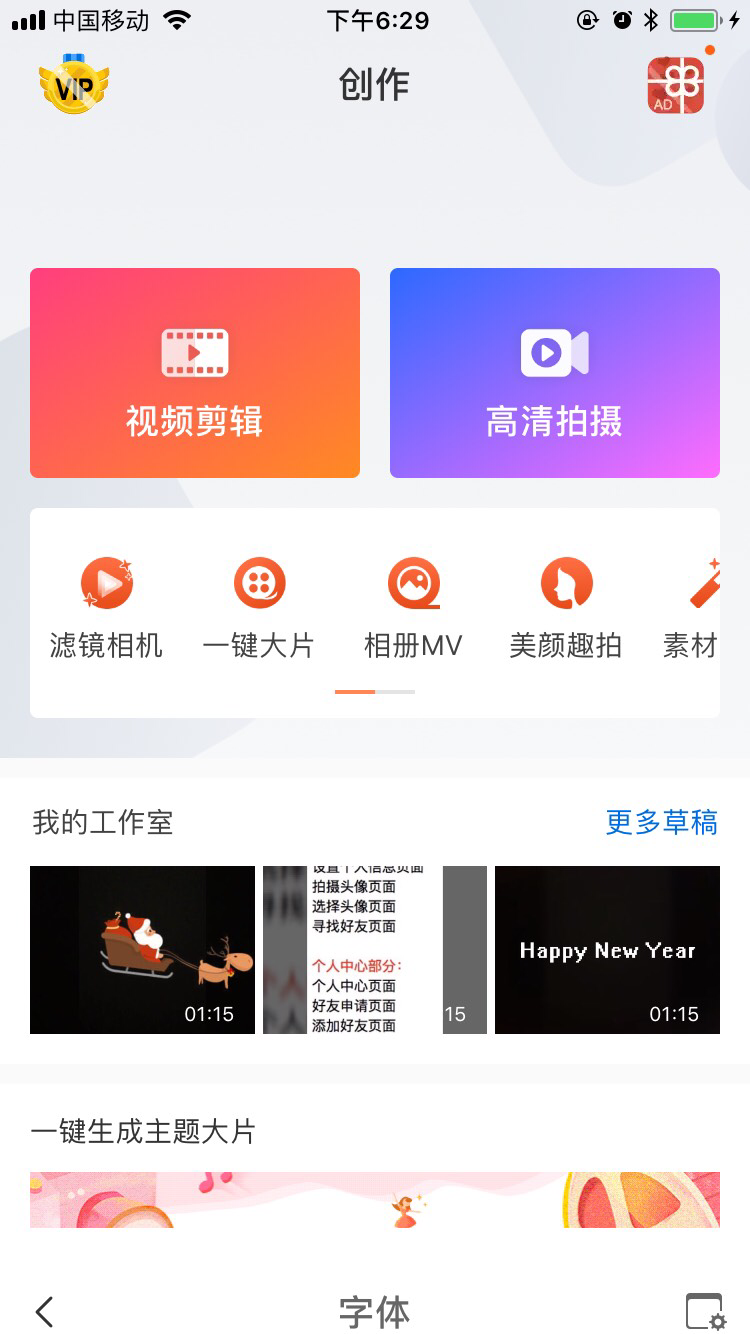 中国移动
下午6:29
VIP
创作
AD
视频剪辑
高清拍摄
滤镜相机
一键大片
相册MV
美颜趣拍
素材
我的工作室
更多草稿
01:15
设置个人信息页面
拍摄头像页面
选择头像页面
寻找好友页面
个人中心部分:
个人中心页面
好友申请页面
添加好友页面
15
Happy New Year
01:15
一键生成主题大片
字体